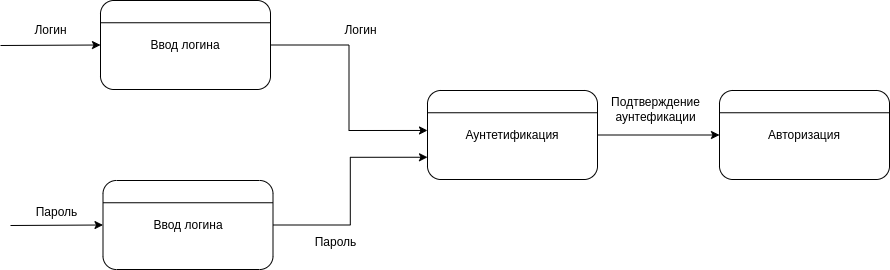 Логин
Ввод логина
Логин
Аунтетификация
Подтверждение
аунтефикации
Авторизация
Пароль
Ввод логина
Пароль